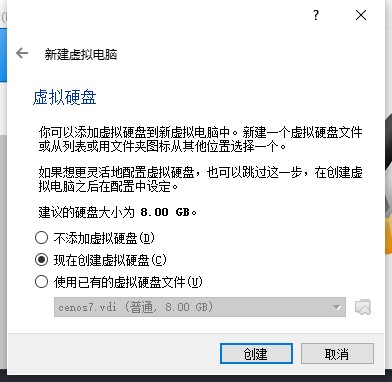 ?
新建虚拟电脑
虚拟硬盘
你可以添加虚拟硬盘到新虚拟电脑中。新建一个虚拟硬盘文件
或从列表或用文件夹图标从其他位置选择一个。
如果想更灵活地配置虚拟硬盘，也可以跳过这一步，在创建虚
拟电脑之后在配置中设定。
建议的硬盘大小为 8.00 GB。
不添加虚拟硬盘(D)
现在创建虚拟硬盘(C)
使用已有的虚拟硬盘文件(U)
cenos7.vdi (普通, 8.00 GB)
创建
取消